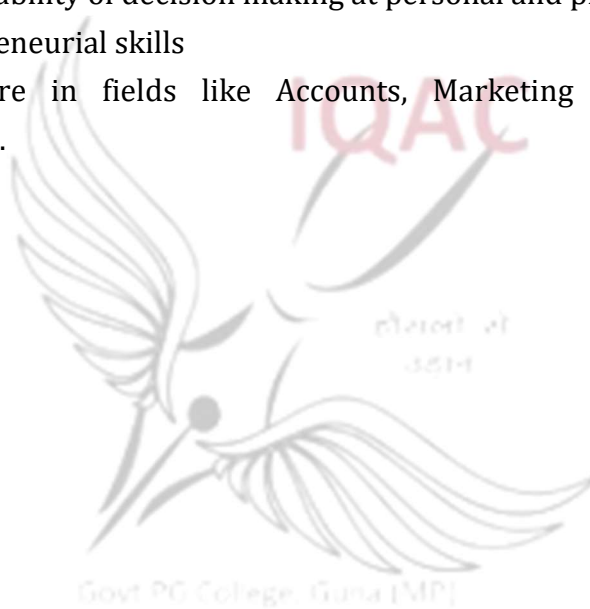 ability of decision making at personal and p
eneurial skills
re in fields like Accounts, Marketing
.
IQAC
Govt PG College, Guna (MP)